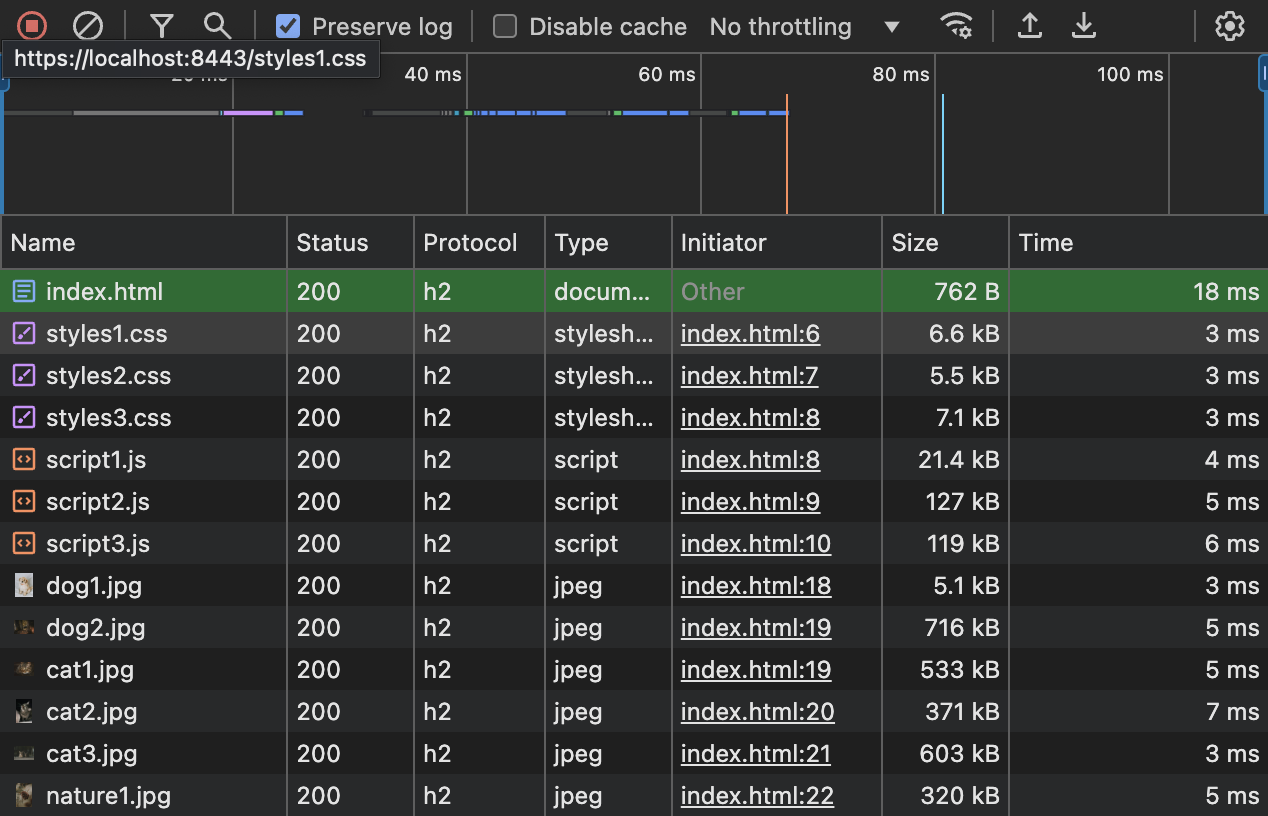 Preserve log Disable cache No throttling
https://localhost:8443/styles1.css
40 ms 60 ms 80 ms 100 ms
Name Status Protocol Type Initiator Size Time
index.html 200 h2 docum... Other 762 B 18 ms
styles1.css 200 h2 stylesh... index.html:6 6.6 kB 3 ms
styles2.css 200 h2 stylesh... index.html:7 5.5 kB 3 ms
styles3.css 200 h2 stylesh... index.html:8 7.1 kB 3 ms
script1.js 200 h2 script index.html:8 21.4 kB 4 ms
script2.js 200 h2 script index.html:9 127 kB 5 ms
script3.js 200 h2 script index.html:10 119 kB 6 ms
dog1.jpg 200 h2 jpeg index.html:18 5.1 kB 3 ms
dog2.jpg 200 h2 jpeg index.html:19 716 kB 5 ms
cat1.jpg 200 h2 jpeg index.html:19 533 kB 5 ms
cat2.jpg 200 h2 jpeg index.html:20 371 kB 7 ms
cat3.jpg 200 h2 jpeg index.html:21 603 kB 3 ms
nature1.jpg 200 h2 jpeg index.html:22 320 kB 5 ms